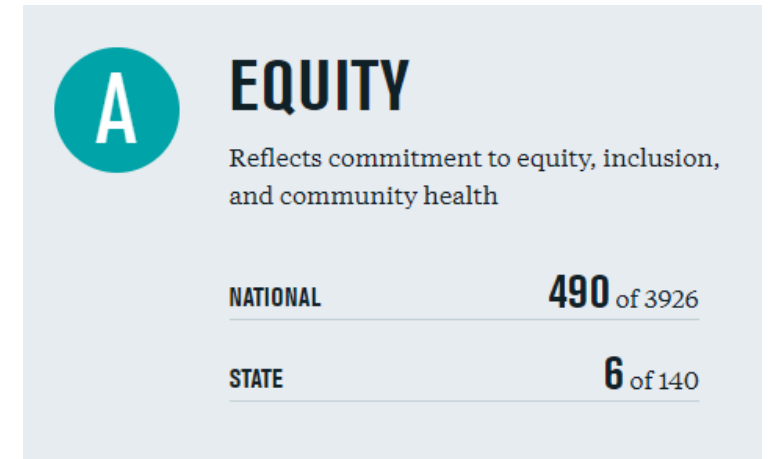 A
EQUITY
Reflects commitment to equity, inclusion,
and community health
NATIONAL 490 of 3926
STATE 6 of 140